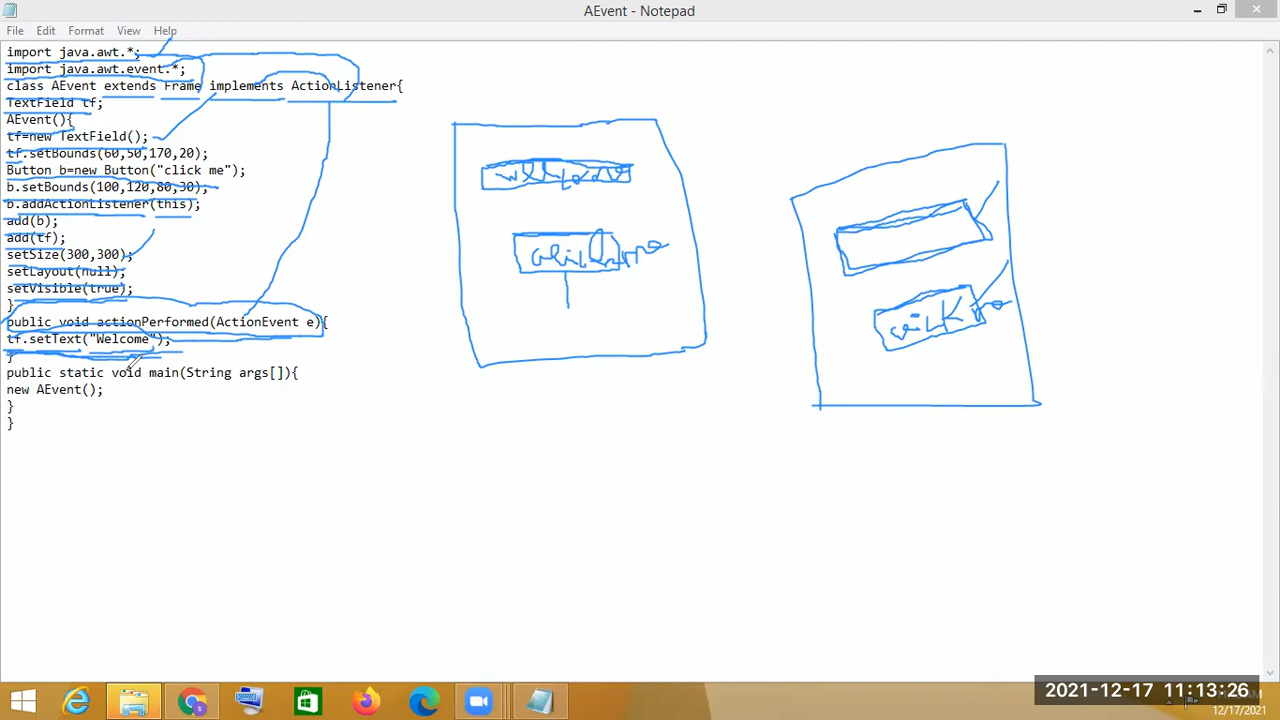 AEvent - Notepad
File Edit Format View Help
import java.awt.*;
import java.awt.event.*;
class AEvent extends Frame implements ActionListener{
TextField tf;
AEvent(){
tf=new TextField();
tf.setBounds(60,50,170,20);
Button b=new Button("click me");
b.setBounds(100,120,80,30);
b.addActionListener(this);
add(b);
add(tf);
setSize(300,300);
setLayout(null);
setVisible(true);
}
public void actionPerformed(ActionEvent e){
tf.setText("Welcome");
}
public static void main(String args[]){
new AEvent();
}
}
2021-12-17 11:13:26
12/17/2021